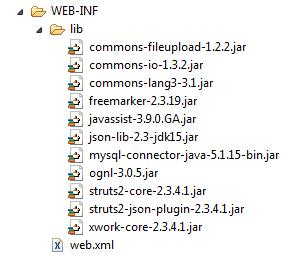 WEB-INF
lib
commons-fileupload-1.2.2.jar
commons-io-1.3.2.jar
commons-lang3-3.1.jar
freemarker-2.3.19.jar
javassist-3.9.0.GA.jar
json-lib-2.3-jdk15.jar
mysql-connector-java-5.1.15-bin.jar
ognl-3.0.5.jar
struts2-core-2.3.4.1.jar
struts2-json-plugin-2.3.4.1.jar
xwork-core-2.3.4.1.jar
web.xml